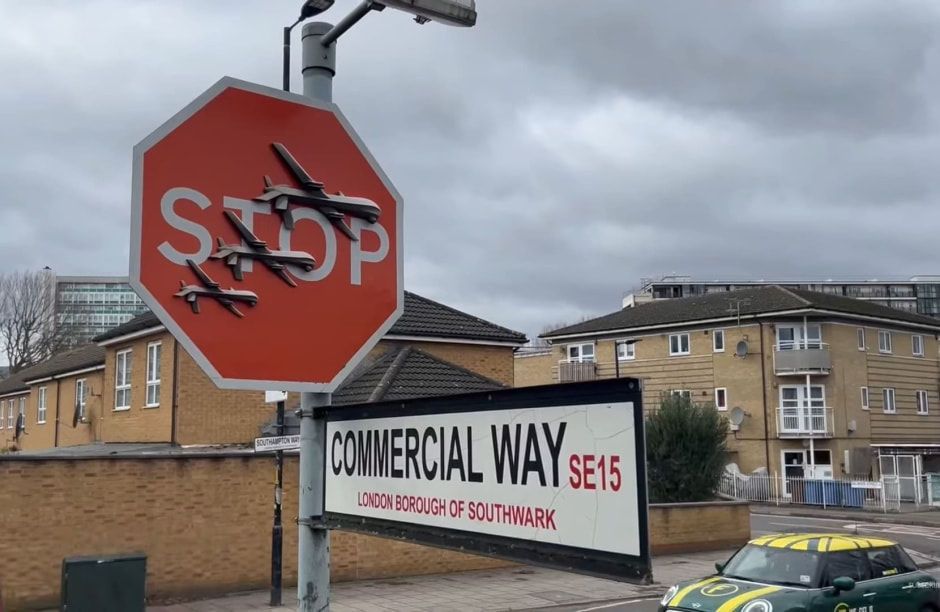 STOP
COMMERCIAL WAY SE15
LONDON BOROUGH OF SOUTHWARK
SOUTHAMPTON WAY